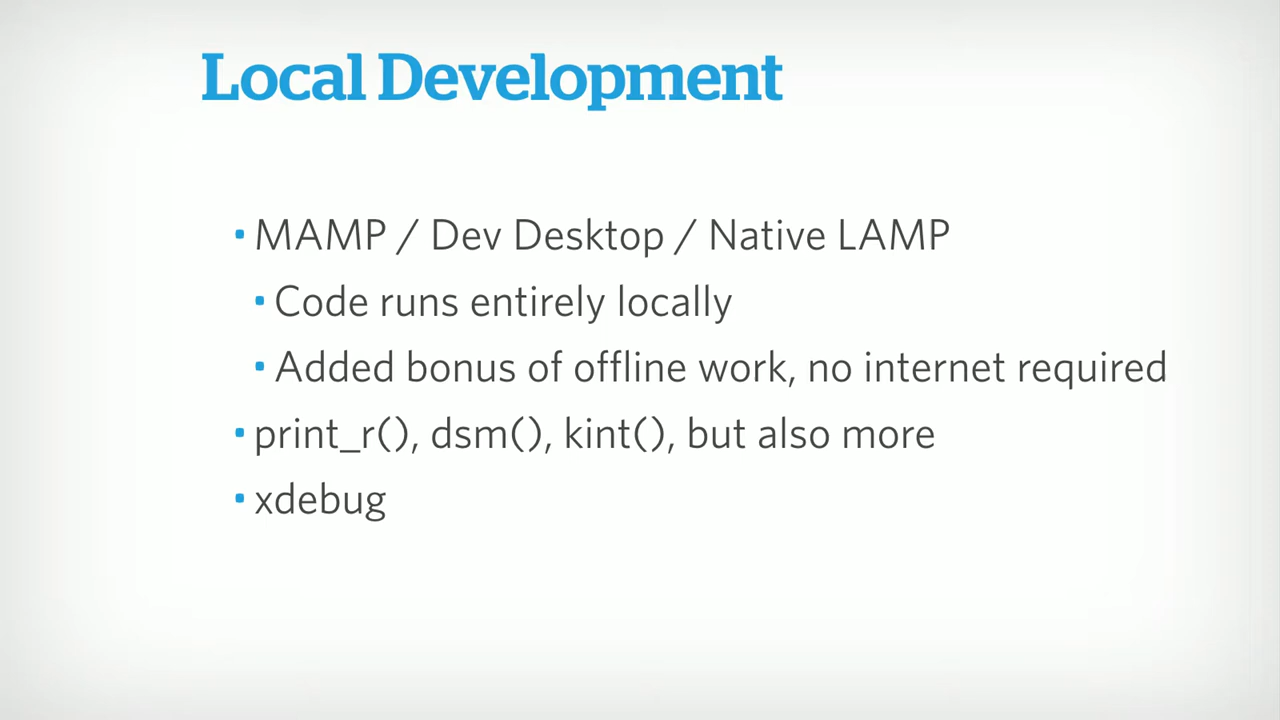 Local Development
• MAMP / Dev Desktop / Native LAMP
• Code runs entirely locally
• Added bonus of offline work, no internet required
• print_r(), dsm(), kint(), but also more
• xdebug